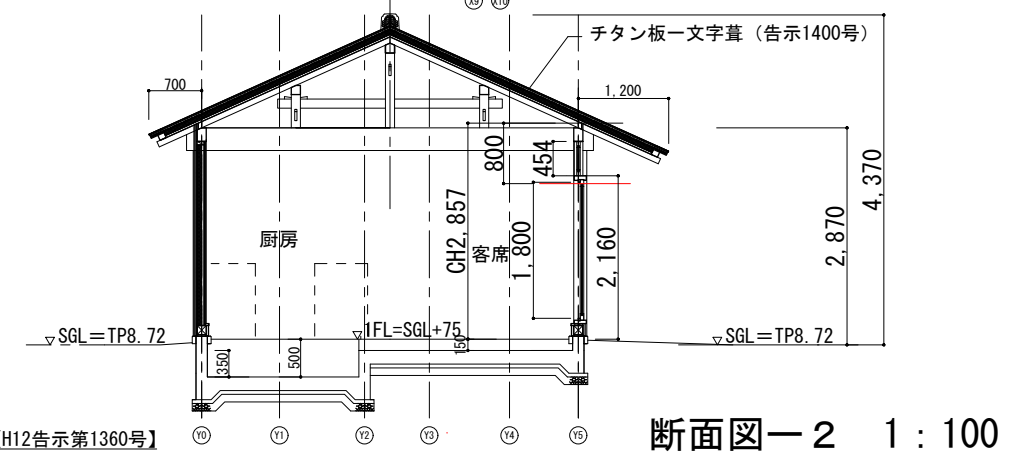 X9 X10
チタン板一文字葺（告示1400号）
700
1,200
800
454
4,370
CH2,857
2,870
厨房
客席
1,800
2,160
SGL＝TP8.72
1FL=SGL+75
SGL＝TP8.72
350
500
150
H12告示第1360号】
Y0 Y1 Y2 Y3 Y4 Y5
断面図ー２ 1：100